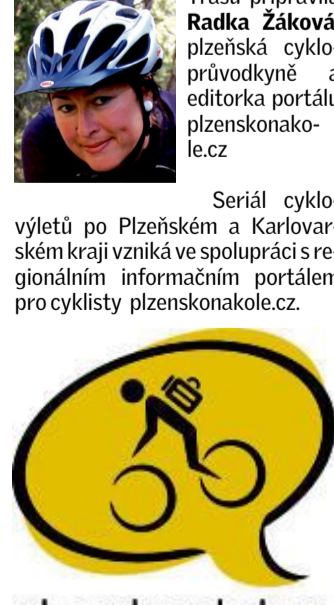 Trasu připravila
Radka Žáková,
plzeňská cyklo-
průvodkyně a
editorka portálu
plzenskonako-
le.cz
Seriál cyklo-
výletů po Plzeňském a Karlovar-
ském kraji vzniká ve spolupráci s re-
gionálním informačním portálem
pro cyklisty plzenskonakole.cz.